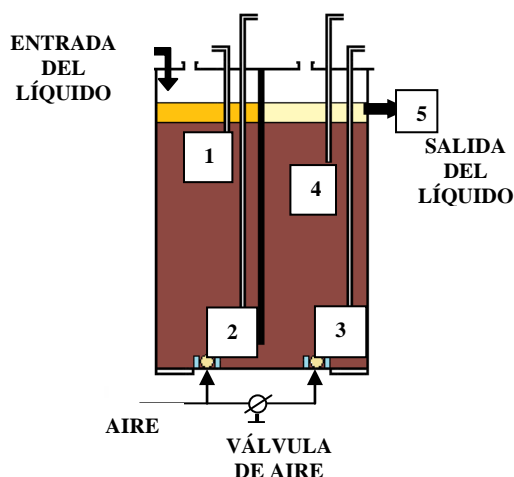 ENTRADA
DEL
LÍQUIDO
1
4
5
SALIDA
DEL
LÍQUIDO
2
3
AIRE
VÁLVULA
DE AIRE